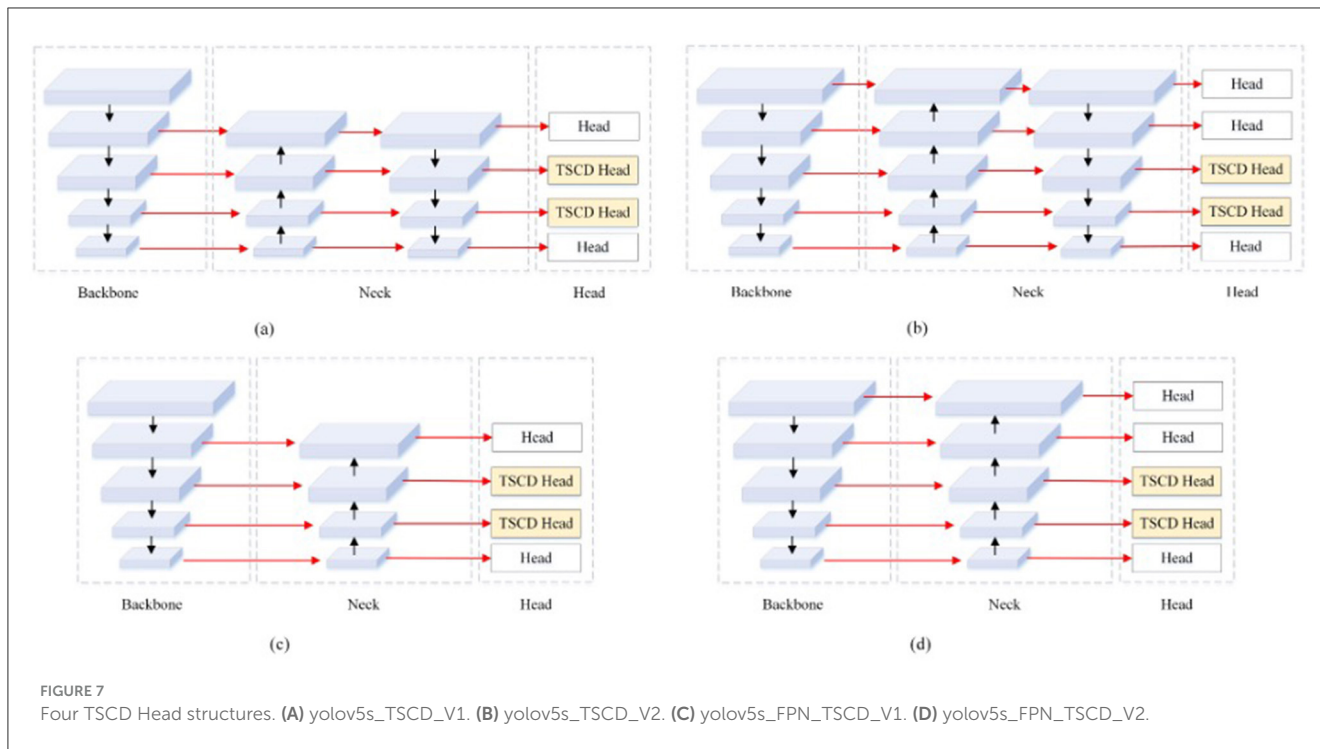 Head
Head
TSCD Head
TSCD Head
Head
Backbone
Neck
Head
(a)
Head
Head
TSCD Head
TSCD Head
Head
Backbone
Neck
Head
(b)
Head
TSCD Head
TSCD Head
Head
Backbone
Neck
Head
(c)
Head
Head
TSCD Head
TSCD Head
Head
Backbone
Neck
Head
(d)
FIGURE 7
Four TSCD Head structures. (A) yolov5s_TSCD_V1. (B) yolov5s_TSCD_V2. (C) yolov5s_FPN_TSCD_V1. (D) yolov5s_FPN_TSCD_V2.